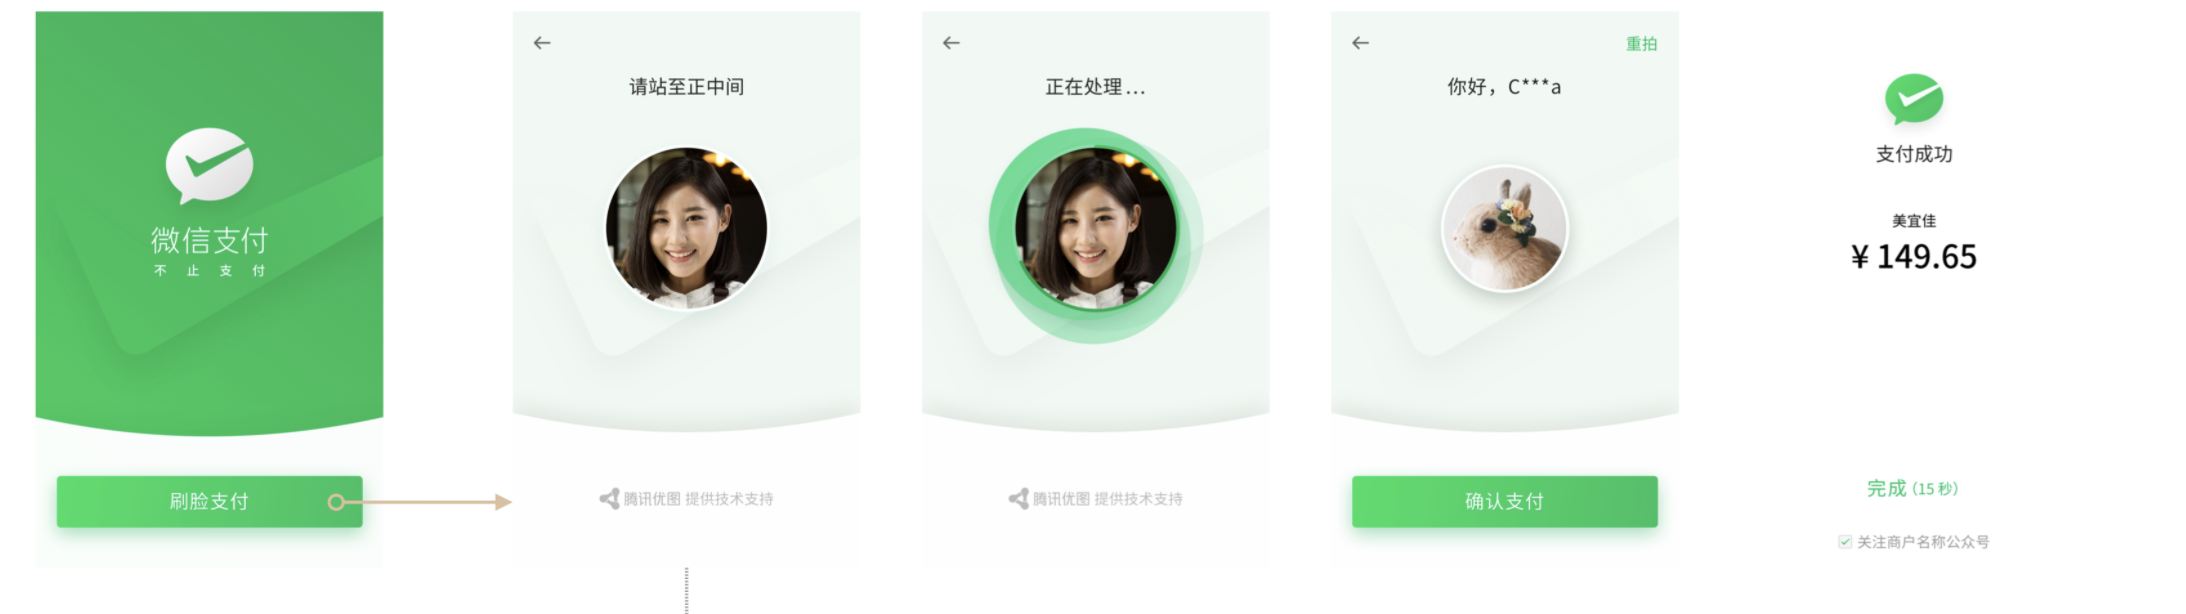 微信支付
不止支付
刷脸支付
请站至正中间
腾讯优图 提供技术支持
正在处理...
腾讯优图 提供技术支持
重拍
你好，C***a
确认支付
支付成功
美宜佳
¥ 149.65
完成（15 秒）
关注商户名称公众号